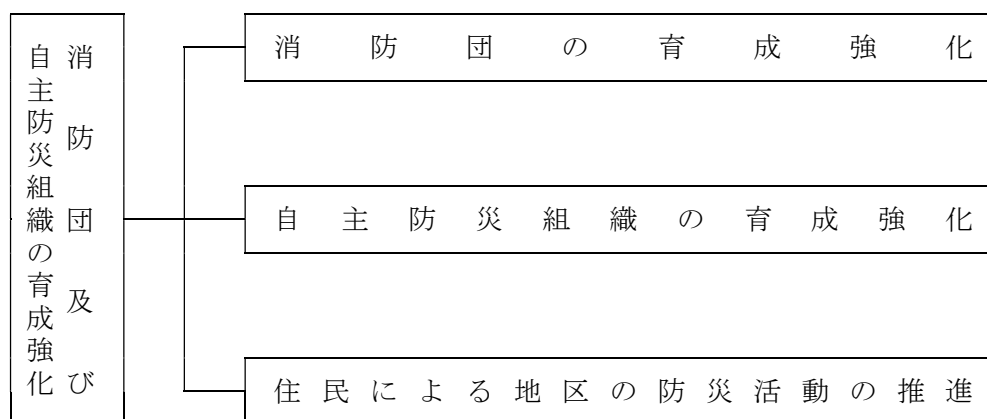 消防団及び
自主防災組織の育成強化
消防団の育成強化
自主防災組織の育成強化
住民による地区の防災活動の推進